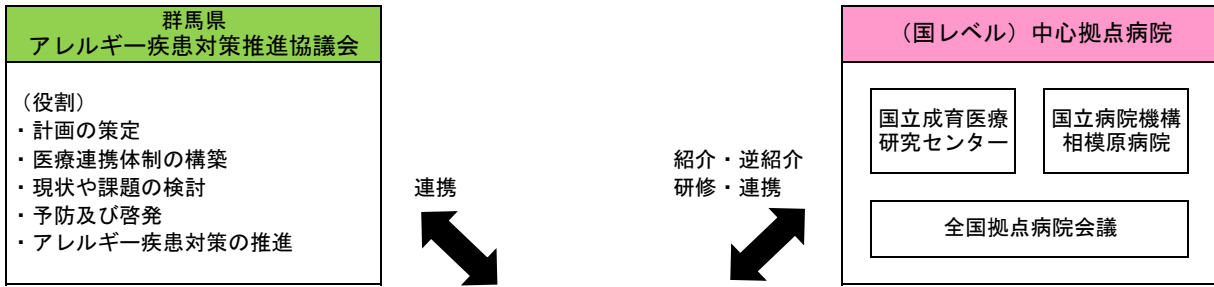 群馬県
アレルギー疾患対策推進協議会
（役割）
・計画の策定
・医療連携体制の構築
・現状や課題の検討
・予防及び啓発
・アレルギー疾患対策の推進
連携
紹介・逆紹介
研修・連携
（国レベル）中心拠点病院
国立成育医療
研究センター
国立病院機構
相模原病院
全国拠点病院会議